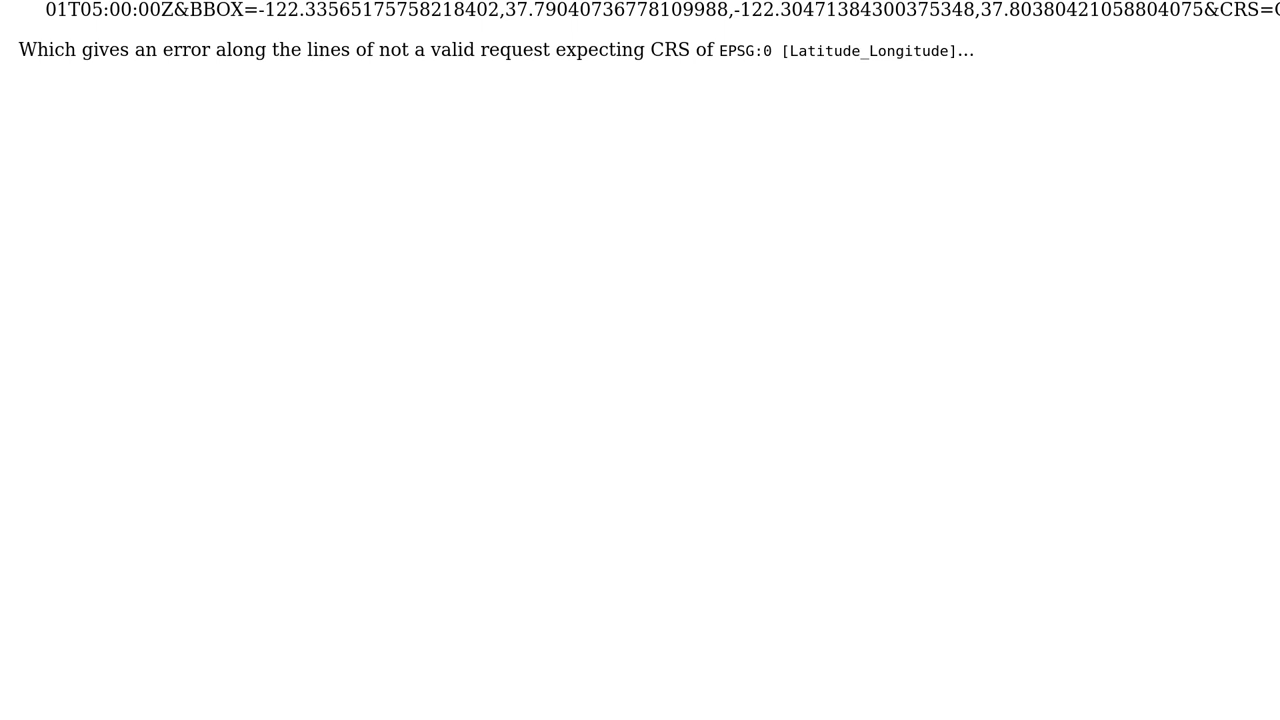 01T05:00:00Z&BBOX=-122.33565175758218402,37.79040736778109988,-122.30471384300375348,37.80380421058804075&CRS=
Which gives an error along the lines of not a valid request expecting CRS of EPSG:0 [Latitude_Longitude]...